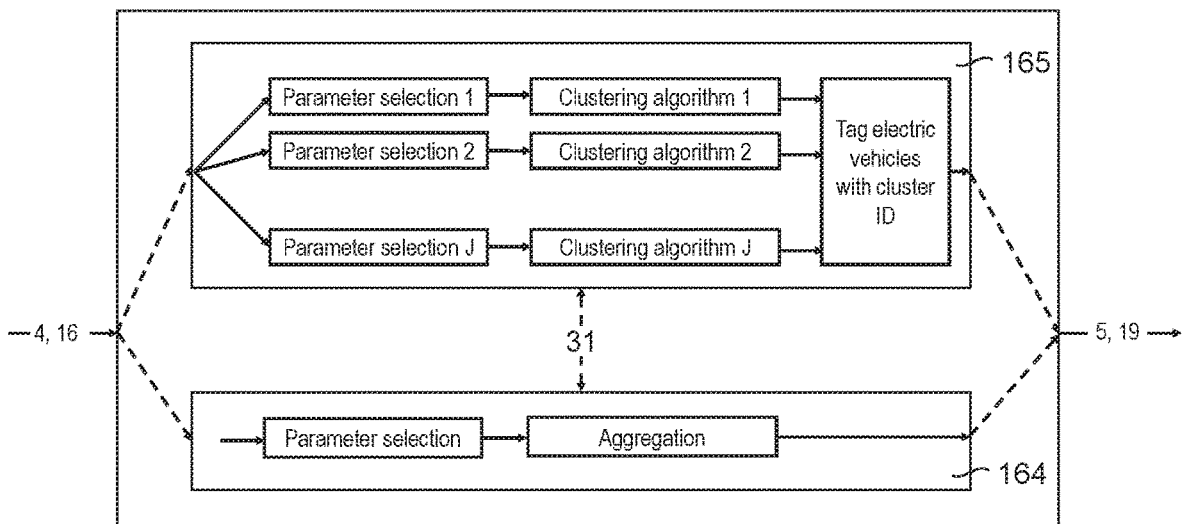 165
Parameter selection 1
Clustering algorithm 1
Tag electric
vehicles
with cluster
ID
Parameter selection 2
Clustering algorithm 2
Parameter selection J
Clustering algorithm J
4, 16
31
5, 19
Parameter selection
Aggregation
164